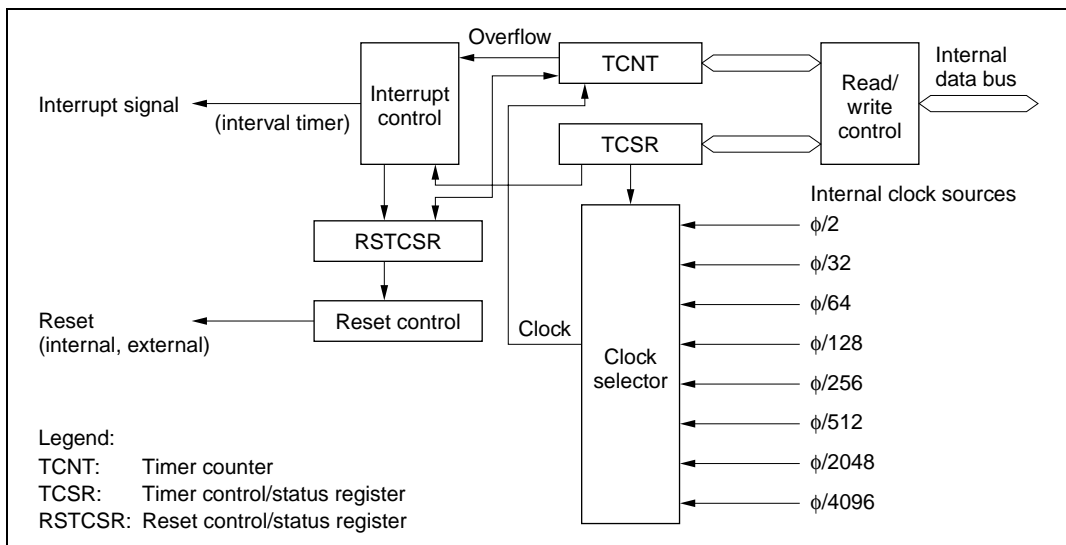 Overflow
TCNT
Internal
data bus
Read/
write
control
Interrupt
control
Interrupt signal
(interval timer)
TCSR
Internal clock sources
RSTCSR
Reset control
Reset
(internal, external)
Clock
Clock
selector
ϕ/2
ϕ/32
ϕ/64
ϕ/128
ϕ/256
ϕ/512
ϕ/2048
ϕ/4096
Legend:
TCNT: Timer counter
TCSR: Timer control/status register
RSTCSR: Reset control/status register